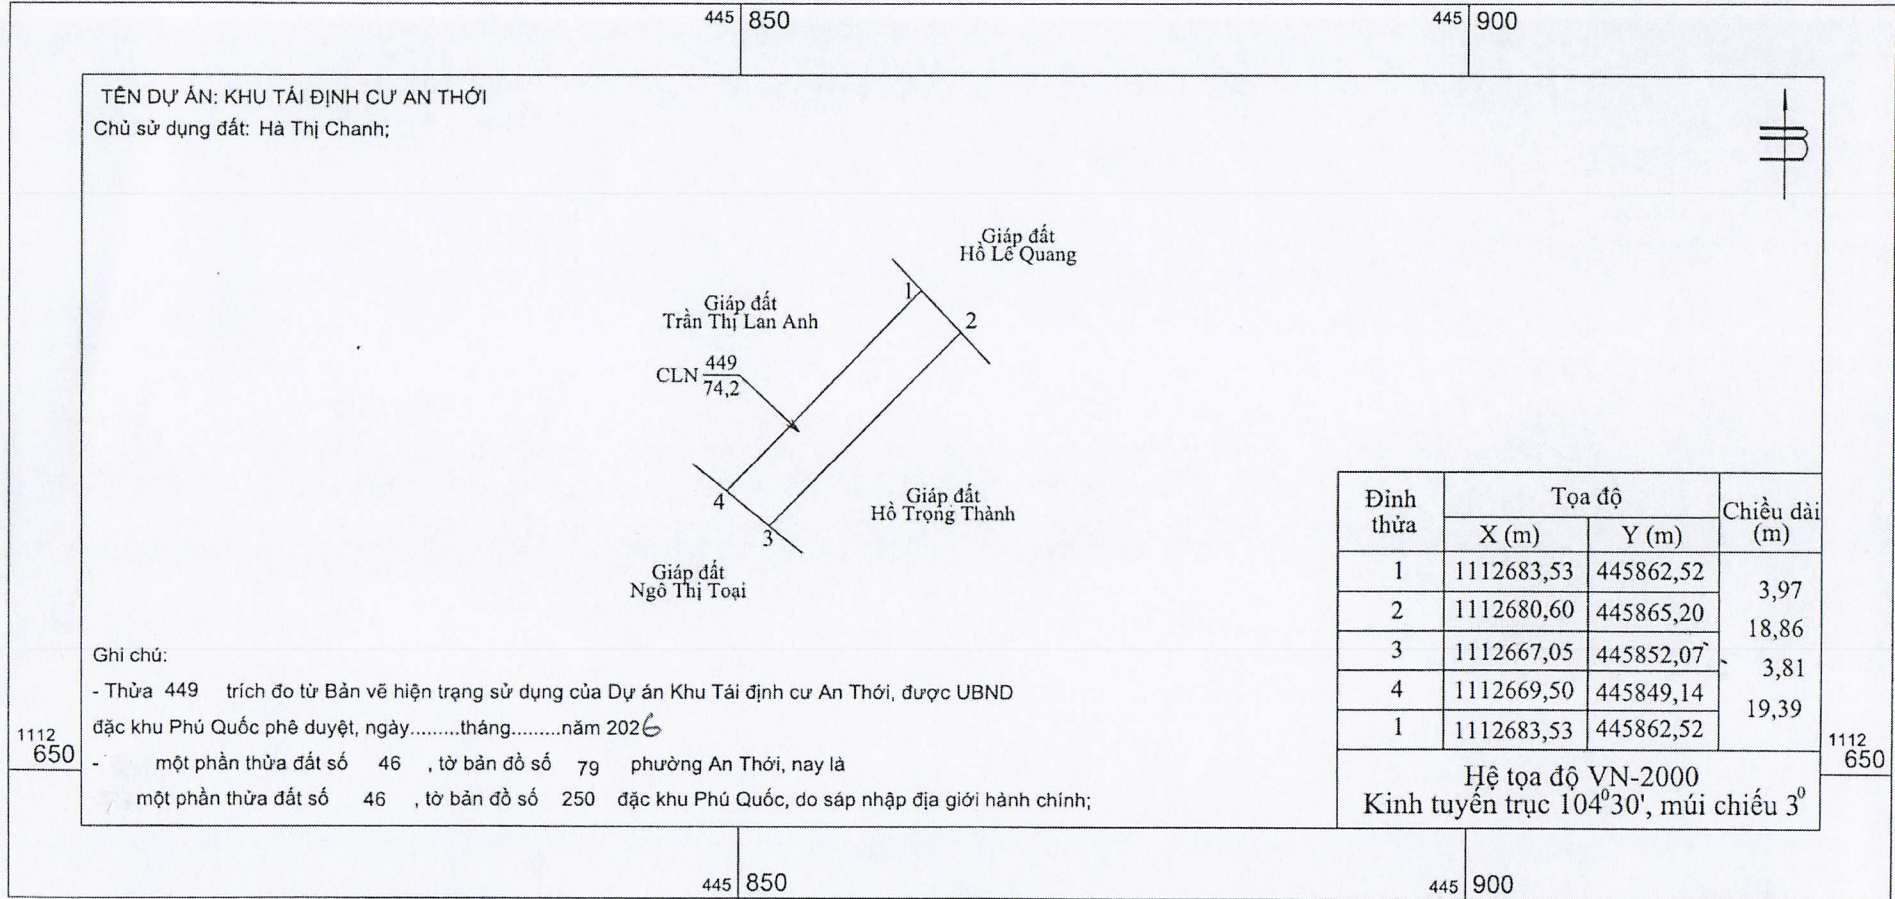 445 850
445 900
TÊN DỰ ÁN: KHU TÁI ĐỊNH CƯ AN THỚI
Chủ sử dụng đất: Hà Thị Chanh;
Giáp đất
Hồ Lê Quang
1
Giáp đất
Trần Thị Lan Anh
2
CLN 449
74,2
4
Giáp đất
Hồ Trọng Thành
3
Giáp đất
Ngô Thị Toại
Đỉnh thửa Tọa độ Chiều dài (m)
X (m) Y (m)
1 1112683,53 445862,52
3,97
2 1112680,60 445865,20
18,86
3 1112667,05 445852,07
3,81
4 1112669,50 445849,14
19,39
1 1112683,53 445862,52
Hệ tọa độ VN-2000
Kinh tuyến trục 104⁰30', múi chiếu 3⁰
Ghi chú:
- Thửa 449 trích đo từ Bản vẽ hiện trạng sử dụng của Dự án Khu Tái định cư An Thới, được UBND
đặc khu Phú Quốc phê duyệt, ngày.........tháng.........năm 2026
- một phần thửa đất số 46 , tờ bản đồ số 79 phường An Thới, nay là
một phần thửa đất số 46 , tờ bản đồ số 250 đặc khu Phú Quốc, do sáp nhập địa giới hành chính;
1112
650
1112
650
445 850
445 900